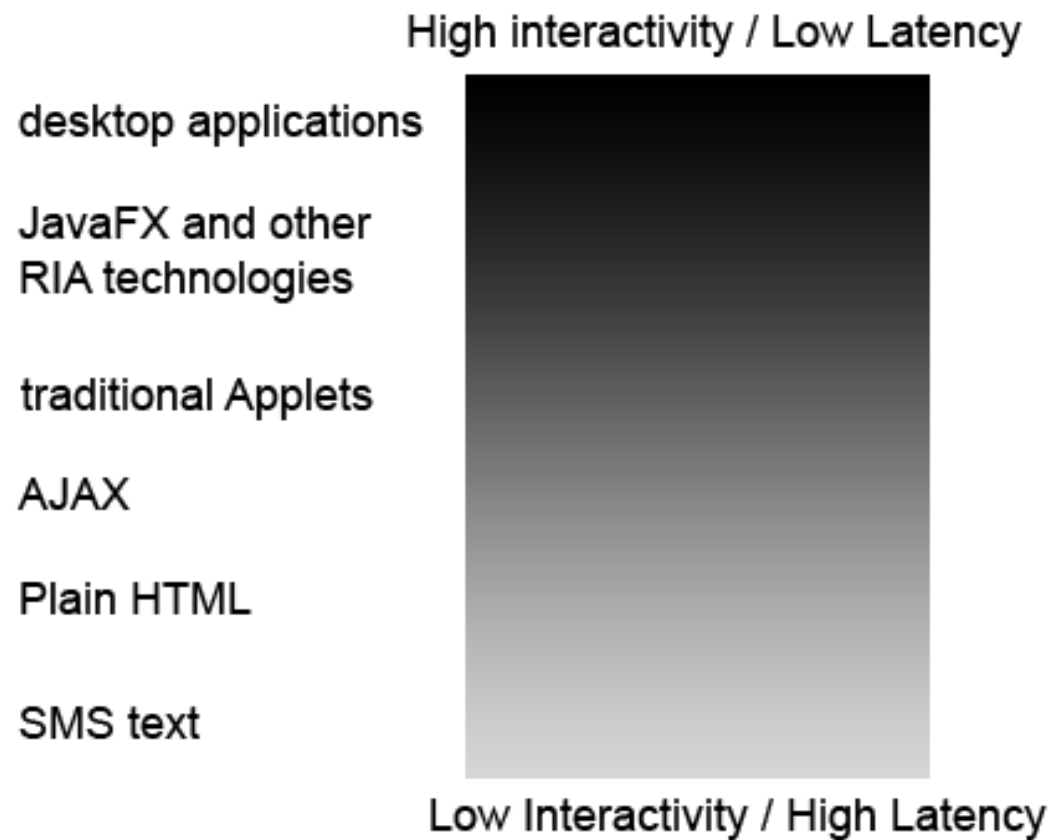 High interactivity / Low Latency
desktop applications
JavaFX and other
RIA technologies
traditional Applets
AJAX
Plain HTML
SMS text
Low Interactivity / High Latency